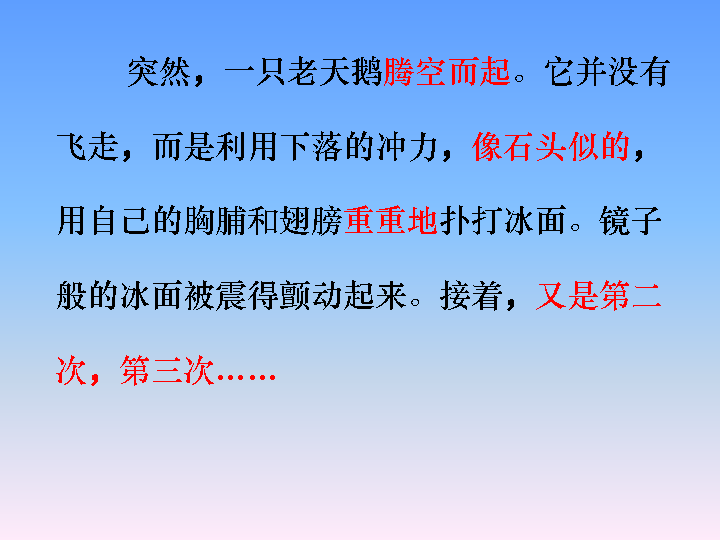 突然，一只老天鹅腾空而起。它并没有
飞走，而是利用下落的冲力，像石头似的，
用自己的胸脯和翅膀重重地扑打冰面。镜子
般的冰面被震得颤动起来。接着，又是第二
次，第三次……